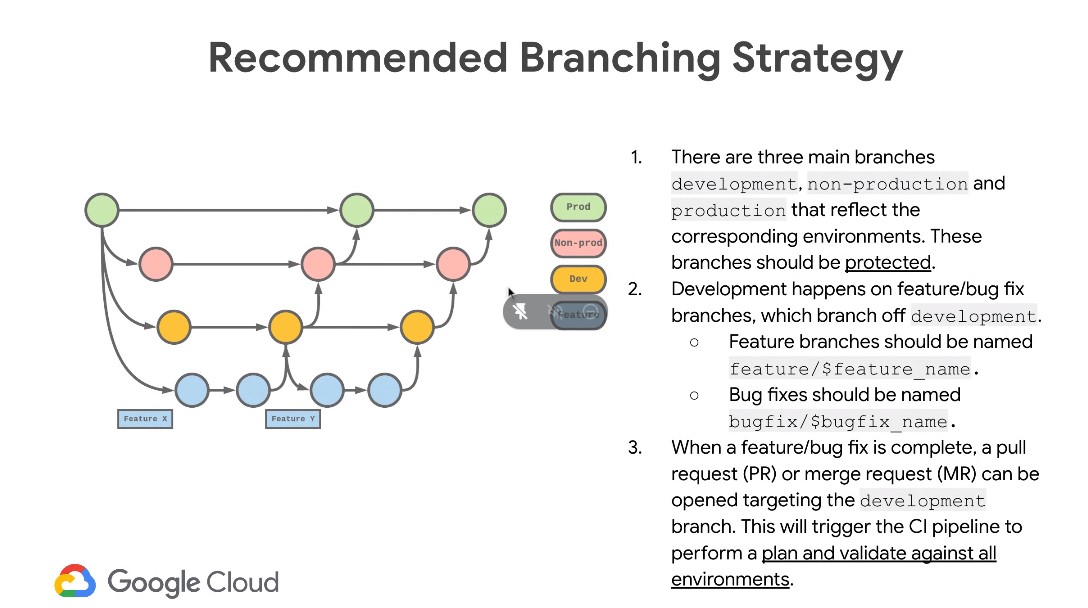 Recommended Branching Strategy
Prod
Non-prod
Dev
Feature
Feature X
Feature Y
1. There are three main branches
development, non-production and
production that reflect the
corresponding environments. These
branches should be protected.
2. Development happens on feature/bug fix
branches, which branch off development.
○ Feature branches should be named
feature/$feature_name.
○ Bug fixes should be named
bugfix/$bugfix_name.
3. When a feature/bug fix is complete, a pull
request (PR) or merge request (MR) can be
opened targeting the development
branch. This will trigger the CI pipeline to
perform a plan and validate against all
environments.
Google Cloud